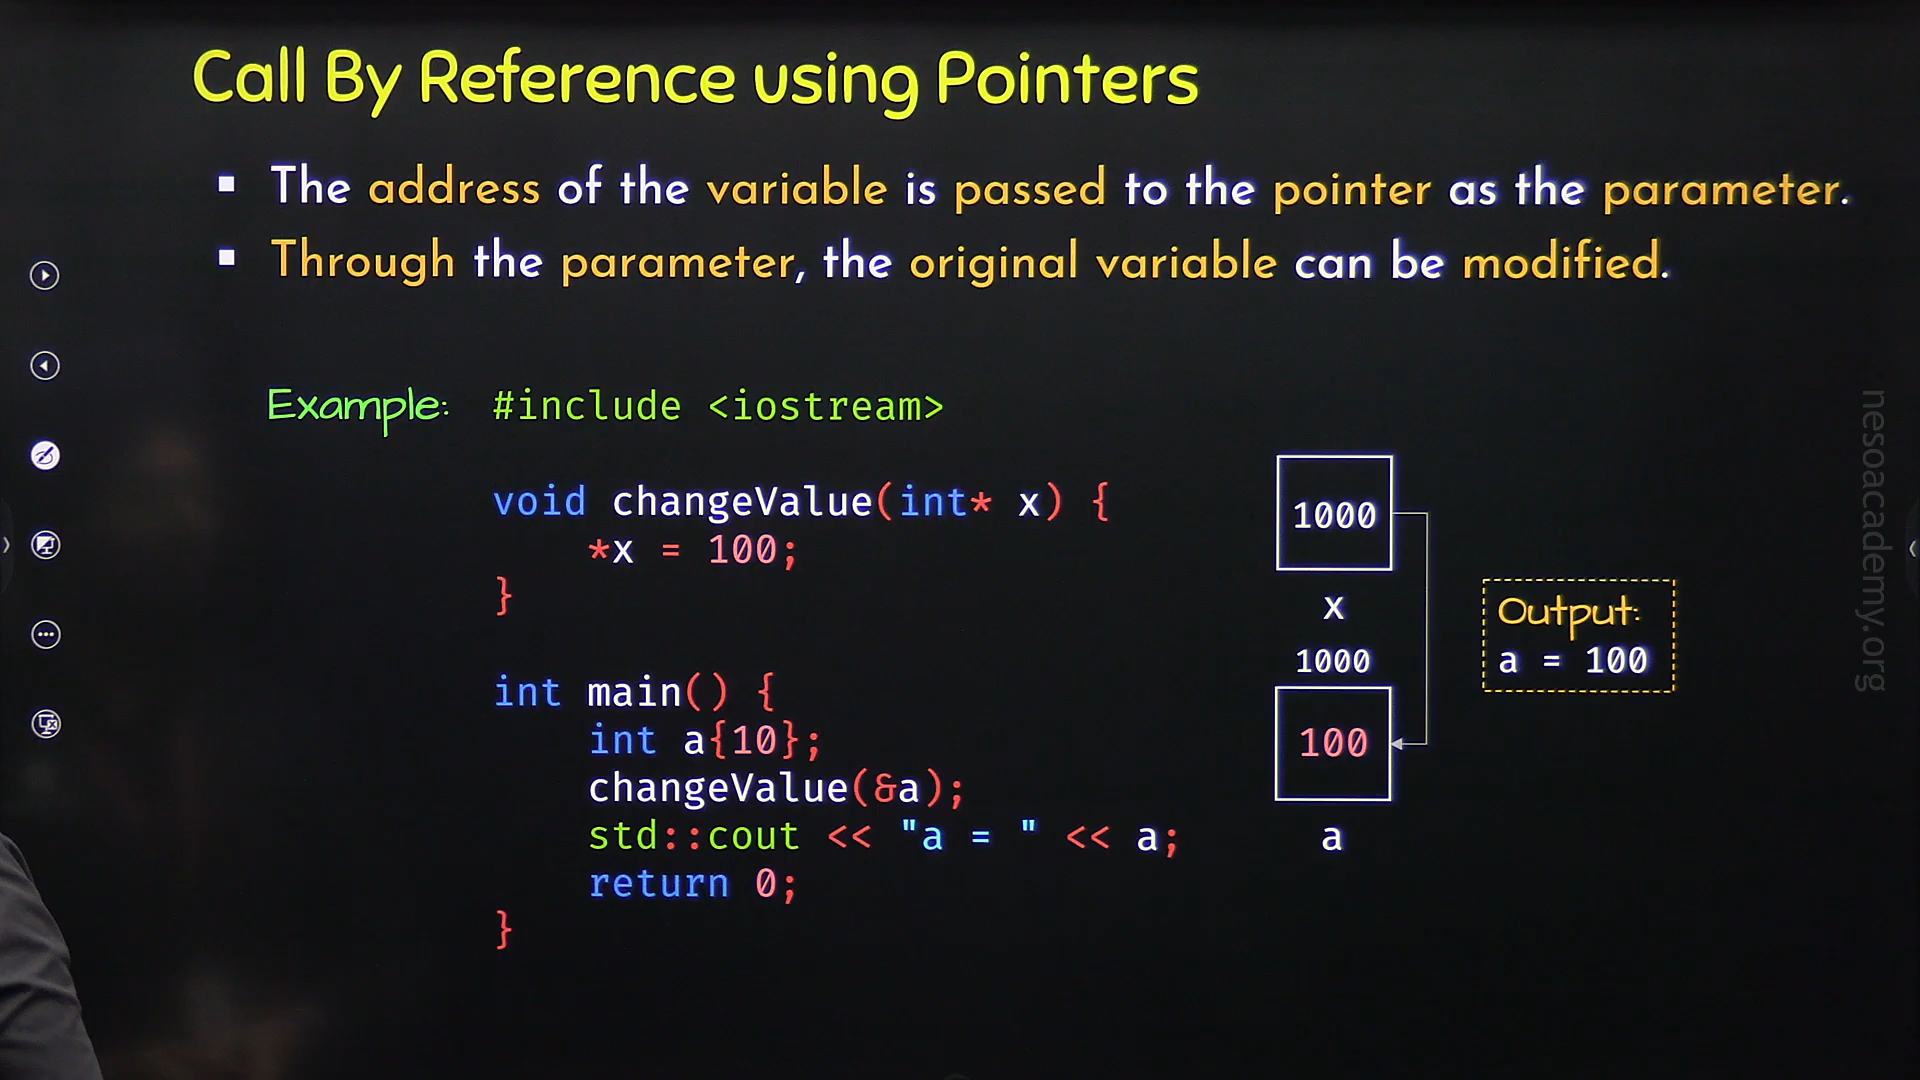 Call By Reference using Pointers
▪ The address of the variable is passed to the pointer as the parameter.
▪ Through the parameter, the original variable can be modified.
Example: #include <iostream>
void changeValue(int* x) {
*x = 100;
}
int main() {
int a{10};
changeValue(&a);
std::cout << "a = " << a;
return 0;
}
1000
x
1000
100
a
Output:
a = 100
nesoacademy.org